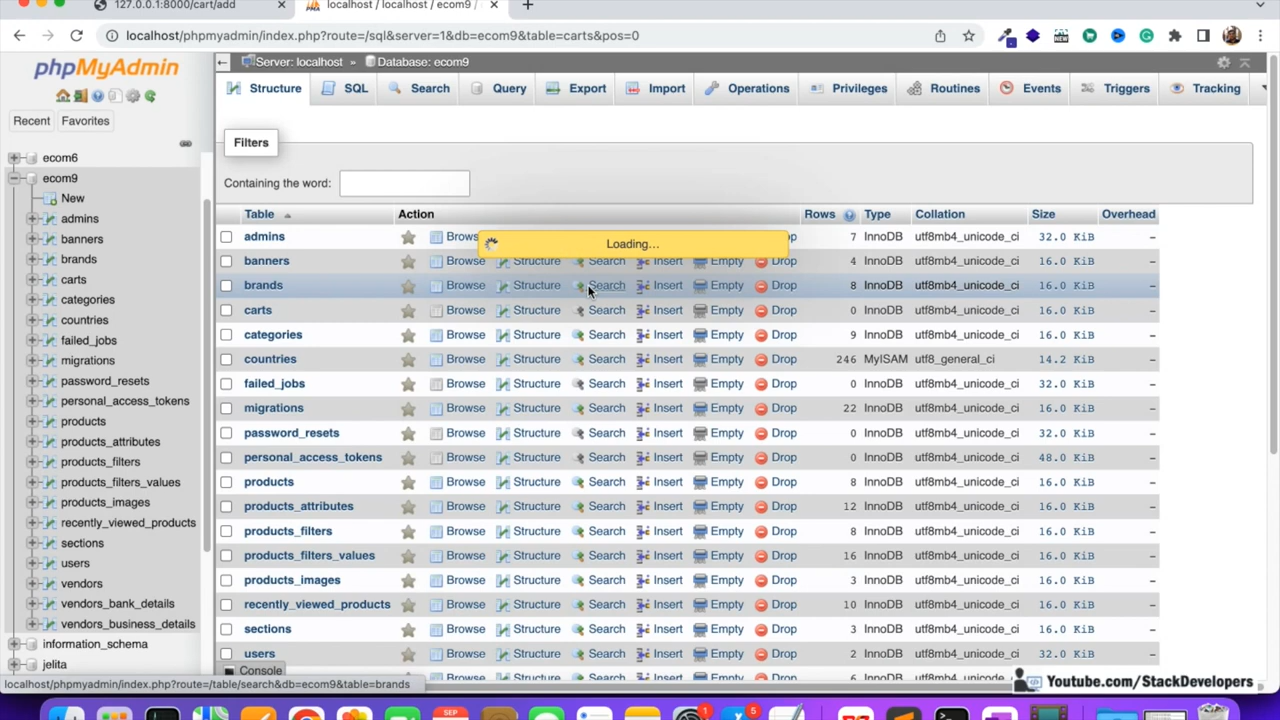 127.0.0.1:8000/cart/add
localhost / localhost / ecom9 /
localhost/phpmyadmin/index.php?route=/sql&server=1&db=ecom9&table=carts&pos=0
phpMyAdmin
Recent Favorites
ecom6
ecom9
New
admins
banners
brands
carts
categories
countries
failed_jobs
migrations
password_resets
personal_access_tokens
products
products_attributes
products_filters
products_filters_values
products_images
recently_viewed_products
sections
users
vendors
vendors_bank_details
vendors_business_details
information_schema
jelita
Server: localhost » Database: ecom9
Structure SQL Search Query Export Import Operations Privileges Routines Events Triggers Tracking
Filters
Containing the word:
Table Action Rows Type Collation Size Overhead
Loading…
admins Brows p 7 InnoDB utf8mb4_unicode_ci 32.0 KiB –
banners Browse Structure Search Insert Empty Drop 4 InnoDB utf8mb4_unicode_ci 16.0 KiB –
brands Browse Structure Search Insert Empty Drop 8 InnoDB utf8mb4_unicode_ci 16.0 KiB –
carts Browse Structure Search Insert Empty Drop 0 InnoDB utf8mb4_unicode_ci 16.0 KiB –
categories Browse Structure Search Insert Empty Drop 9 InnoDB utf8mb4_unicode_ci 16.0 KiB –
countries Browse Structure Search Insert Empty Drop 246 MyISAM utf8_general_ci 14.2 KiB –
failed_jobs Browse Structure Search Insert Empty Drop 0 InnoDB utf8mb4_unicode_ci 32.0 KiB –
migrations Browse Structure Search Insert Empty Drop 22 InnoDB utf8mb4_unicode_ci 16.0 KiB –
password_resets Browse Structure Search Insert Empty Drop 0 InnoDB utf8mb4_unicode_ci 32.0 KiB –
personal_access_tokens Browse Structure Search Insert Empty Drop 0 InnoDB utf8mb4_unicode_ci 48.0 KiB –
products Browse Structure Search Insert Empty Drop 8 InnoDB utf8mb4_unicode_ci 16.0 KiB –
products_attributes Browse Structure Search Insert Empty Drop 12 InnoDB utf8mb4_unicode_ci 16.0 KiB –
products_filters Browse Structure Search Insert Empty Drop 8 InnoDB utf8mb4_unicode_ci 16.0 KiB –
products_filters_values Browse Structure Search Insert Empty Drop 16 InnoDB utf8mb4_unicode_ci 16.0 KiB –
products_images Browse Structure Search Insert Empty Drop 3 InnoDB utf8mb4_unicode_ci 16.0 KiB –
recently_viewed_products Browse Structure Search Insert Empty Drop 10 InnoDB utf8mb4_unicode_ci 16.0 KiB –
sections Browse Structure Search Insert Empty Drop 3 InnoDB utf8mb4_unicode_ci 16.0 KiB –
users Browse Structure Search Insert Empty Drop 2 InnoDB utf8mb4_unicode_ci 32.0 KiB –
Console
localhost/phpmyadmin/index.php?route=/table/search&db=ecom9&table=brands
Youtube.com/StackDevelopers
SEP
1
5